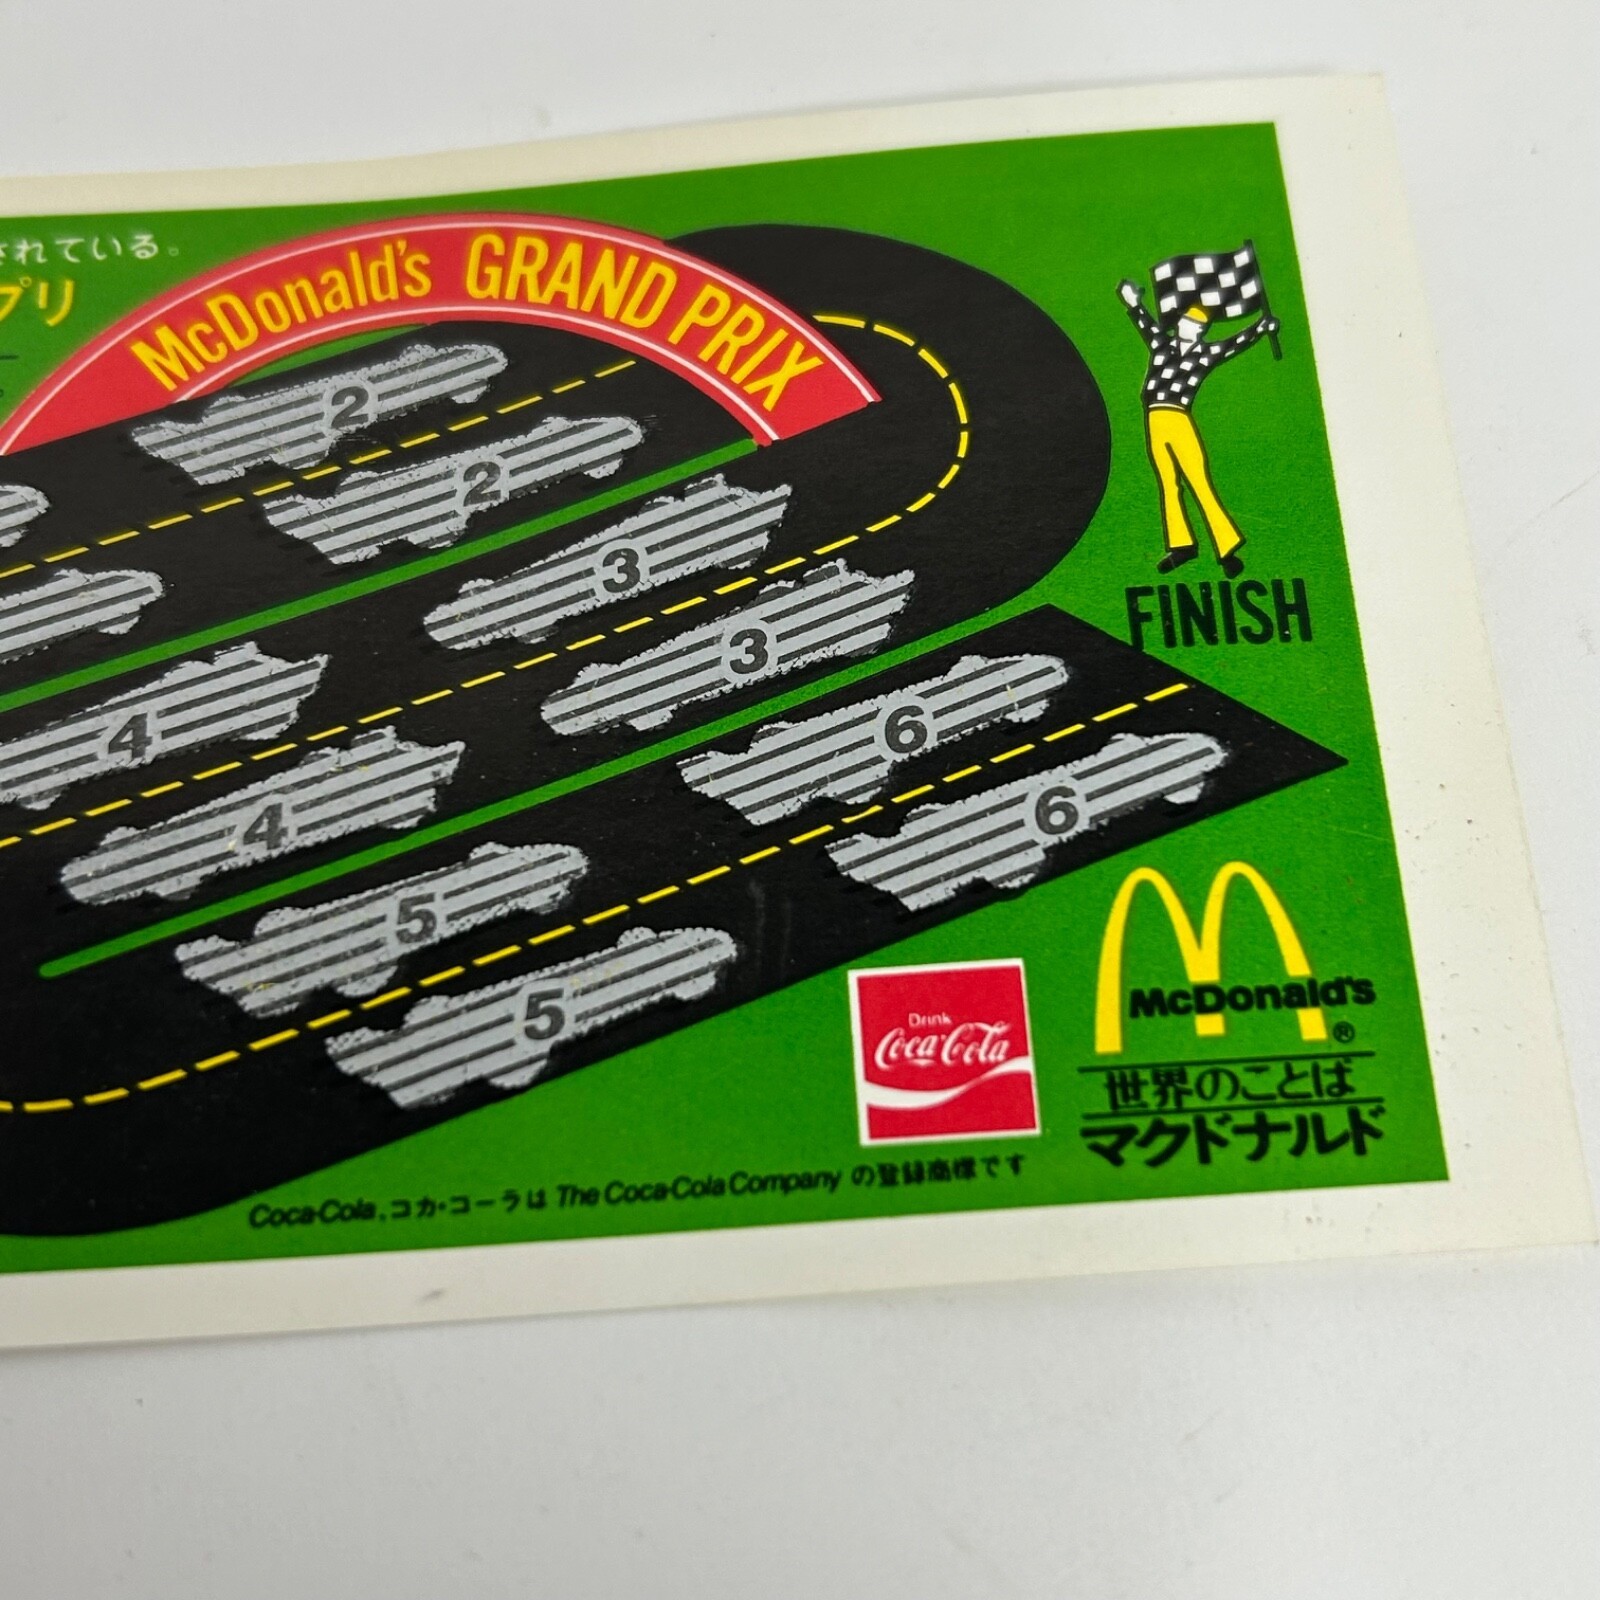 されている。
プリ
McDonald's GRAND PRIX
2
2
3
3
4
4
5
5
6
6
FINISH
Drink
Coca-Cola
McDonald's
®
世界のことば
マクドナルド
Coca-Cola,コカ・コーラは The Coca-Cola Company の登録商標です